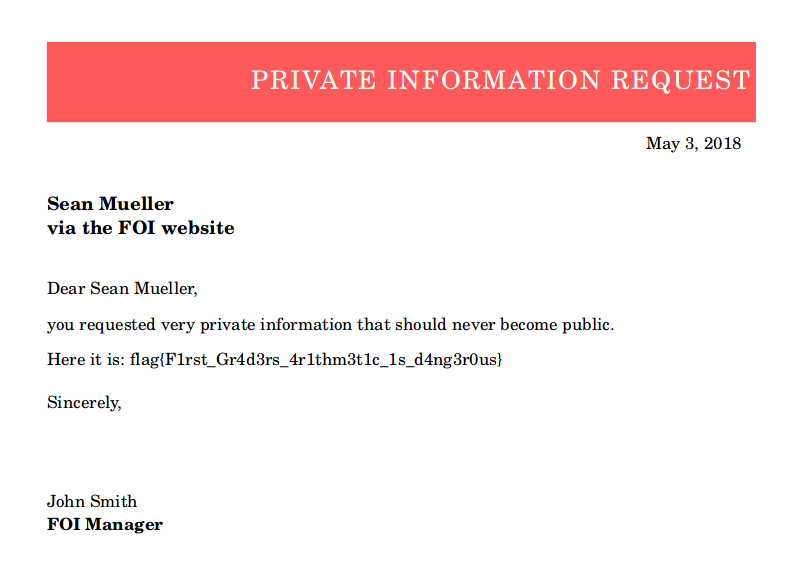 PRIVATE INFORMATION REQUEST
May 3, 2018
Sean Mueller
via the FOI website
Dear Sean Mueller,
you requested very private information that should never become public.
Here it is: flag{F1rst_Gr4d3rs_4r1thm3t1c_1s_d4ng3r0us}
Sincerely,
John Smith
FOI Manager